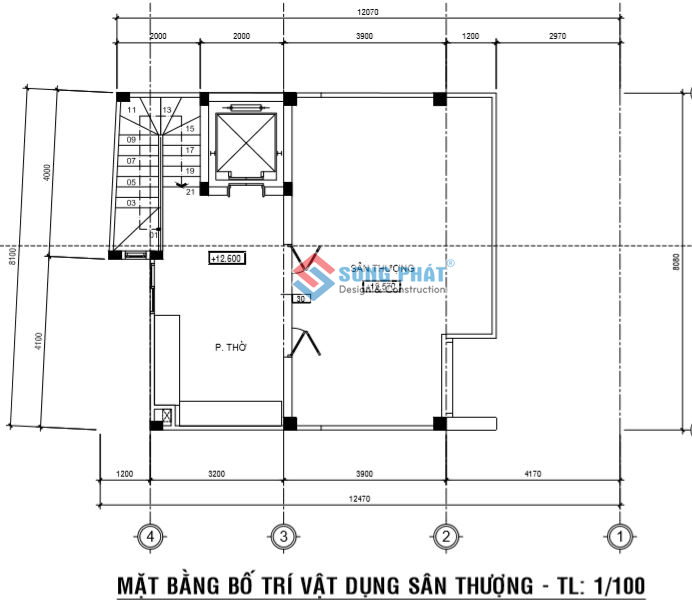 12070
2000 2000 3900 1200 2970
11 13
15
09
17
07
19
05
21
03
01
4000
8100
4100
8080
+12.600
SÂN THƯỢNG
SONG PHÁT®
Design & Construction
30
P. THỜ
1200 3200 3900 4170
12470
4 3 2 1
MẶT BẰNG BỐ TRÍ VẬT DỤNG SÂN THƯỢNG - TL: 1/100